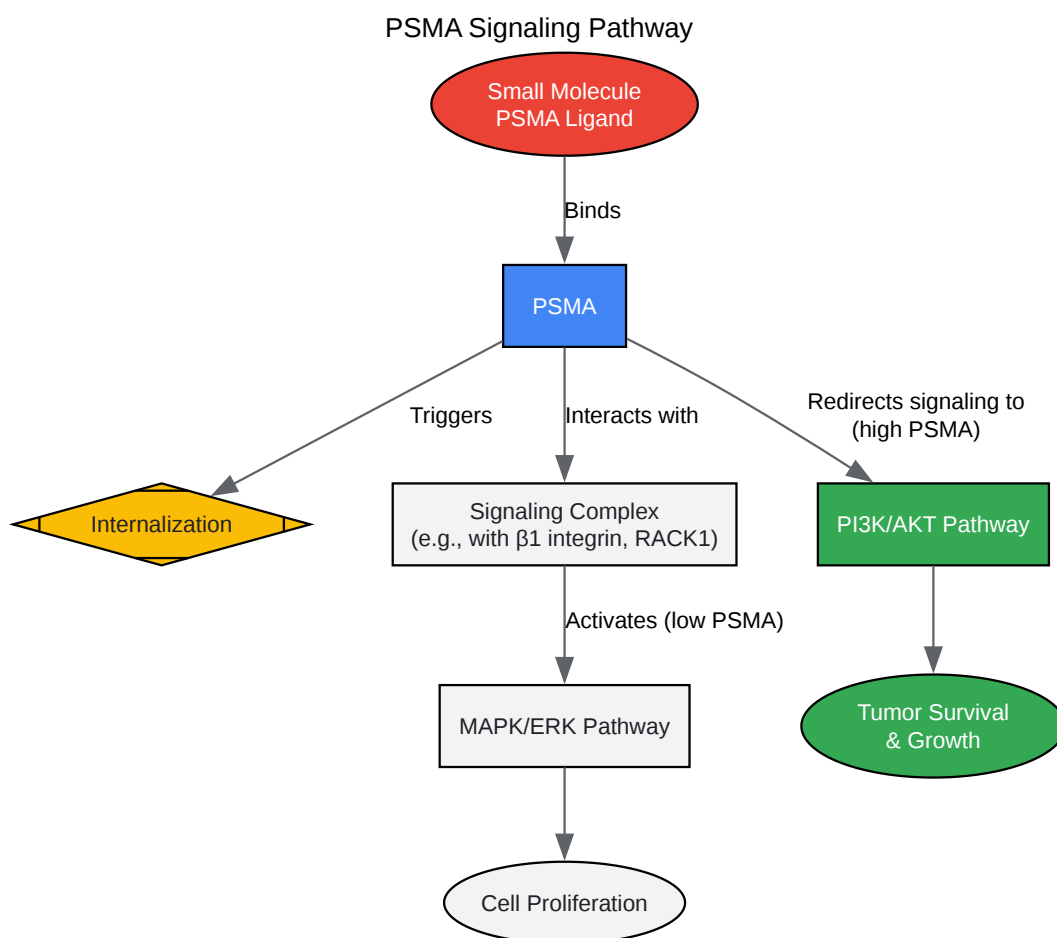 PSMA Signaling Pathway
Small Molecule
PSMA Ligand
Binds
PSMA
Triggers
Interacts with
Redirects signaling to
(high PSMA)
Internalization
Signaling Complex
(e.g., with β1 integrin, RACK1)
PI3K/AKT Pathway
Activates (low PSMA)
MAPK/ERK Pathway
Tumor Survival
& Growth
Cell Proliferation